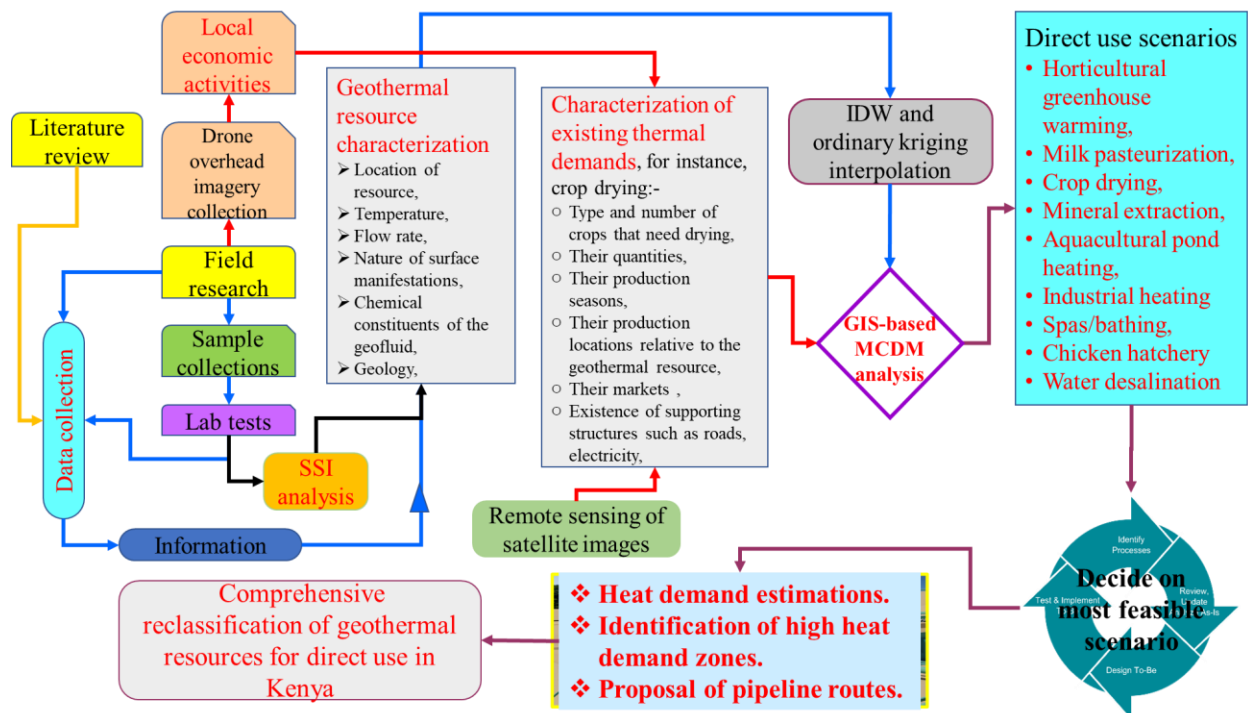 Local
economic
activities
Literature
review
Drone
overhead
imagery
collection
Field
research
Sample
collections
Lab tests
Data collection
SSI
analysis
Information
Geothermal
resource
characterization
➢ Location of
resource,
➢ Temperature,
➢ Flow rate,
➢ Nature of surface
manifestations,
➢ Chemical
constituents of the
geofluid,
➢ Geology,
Characterization of
existing thermal
demands, for instance,
crop drying:-
○ Type and number of
crops that need drying,
○ Their quantities,
○ Their production
seasons,
○ Their production
locations relative to the
geothermal resource,
○ Their markets ,
○ Existence of supporting
structures such as roads,
electricity,
Remote sensing of
satellite images
IDW and
ordinary kriging
interpolation
GIS-based
MCDM
analysis
Direct use scenarios
• Horticultural
greenhouse
warming,
• Milk pasteurization,
• Crop drying,
• Mineral extraction,
• Aquacultural pond
heating,
• Industrial heating
• Spas/bathing,
• Chicken hatchery
• Water desalination
Identify
Processes
Review,
Update
As-Is
Design To-Be
Test & Implement
Decide on
most feasible
scenario
❖ Heat demand estimations.
❖ Identification of high heat
demand zones.
❖ Proposal of pipeline routes.
Comprehensive
reclassification of geothermal
resources for direct use in
Kenya